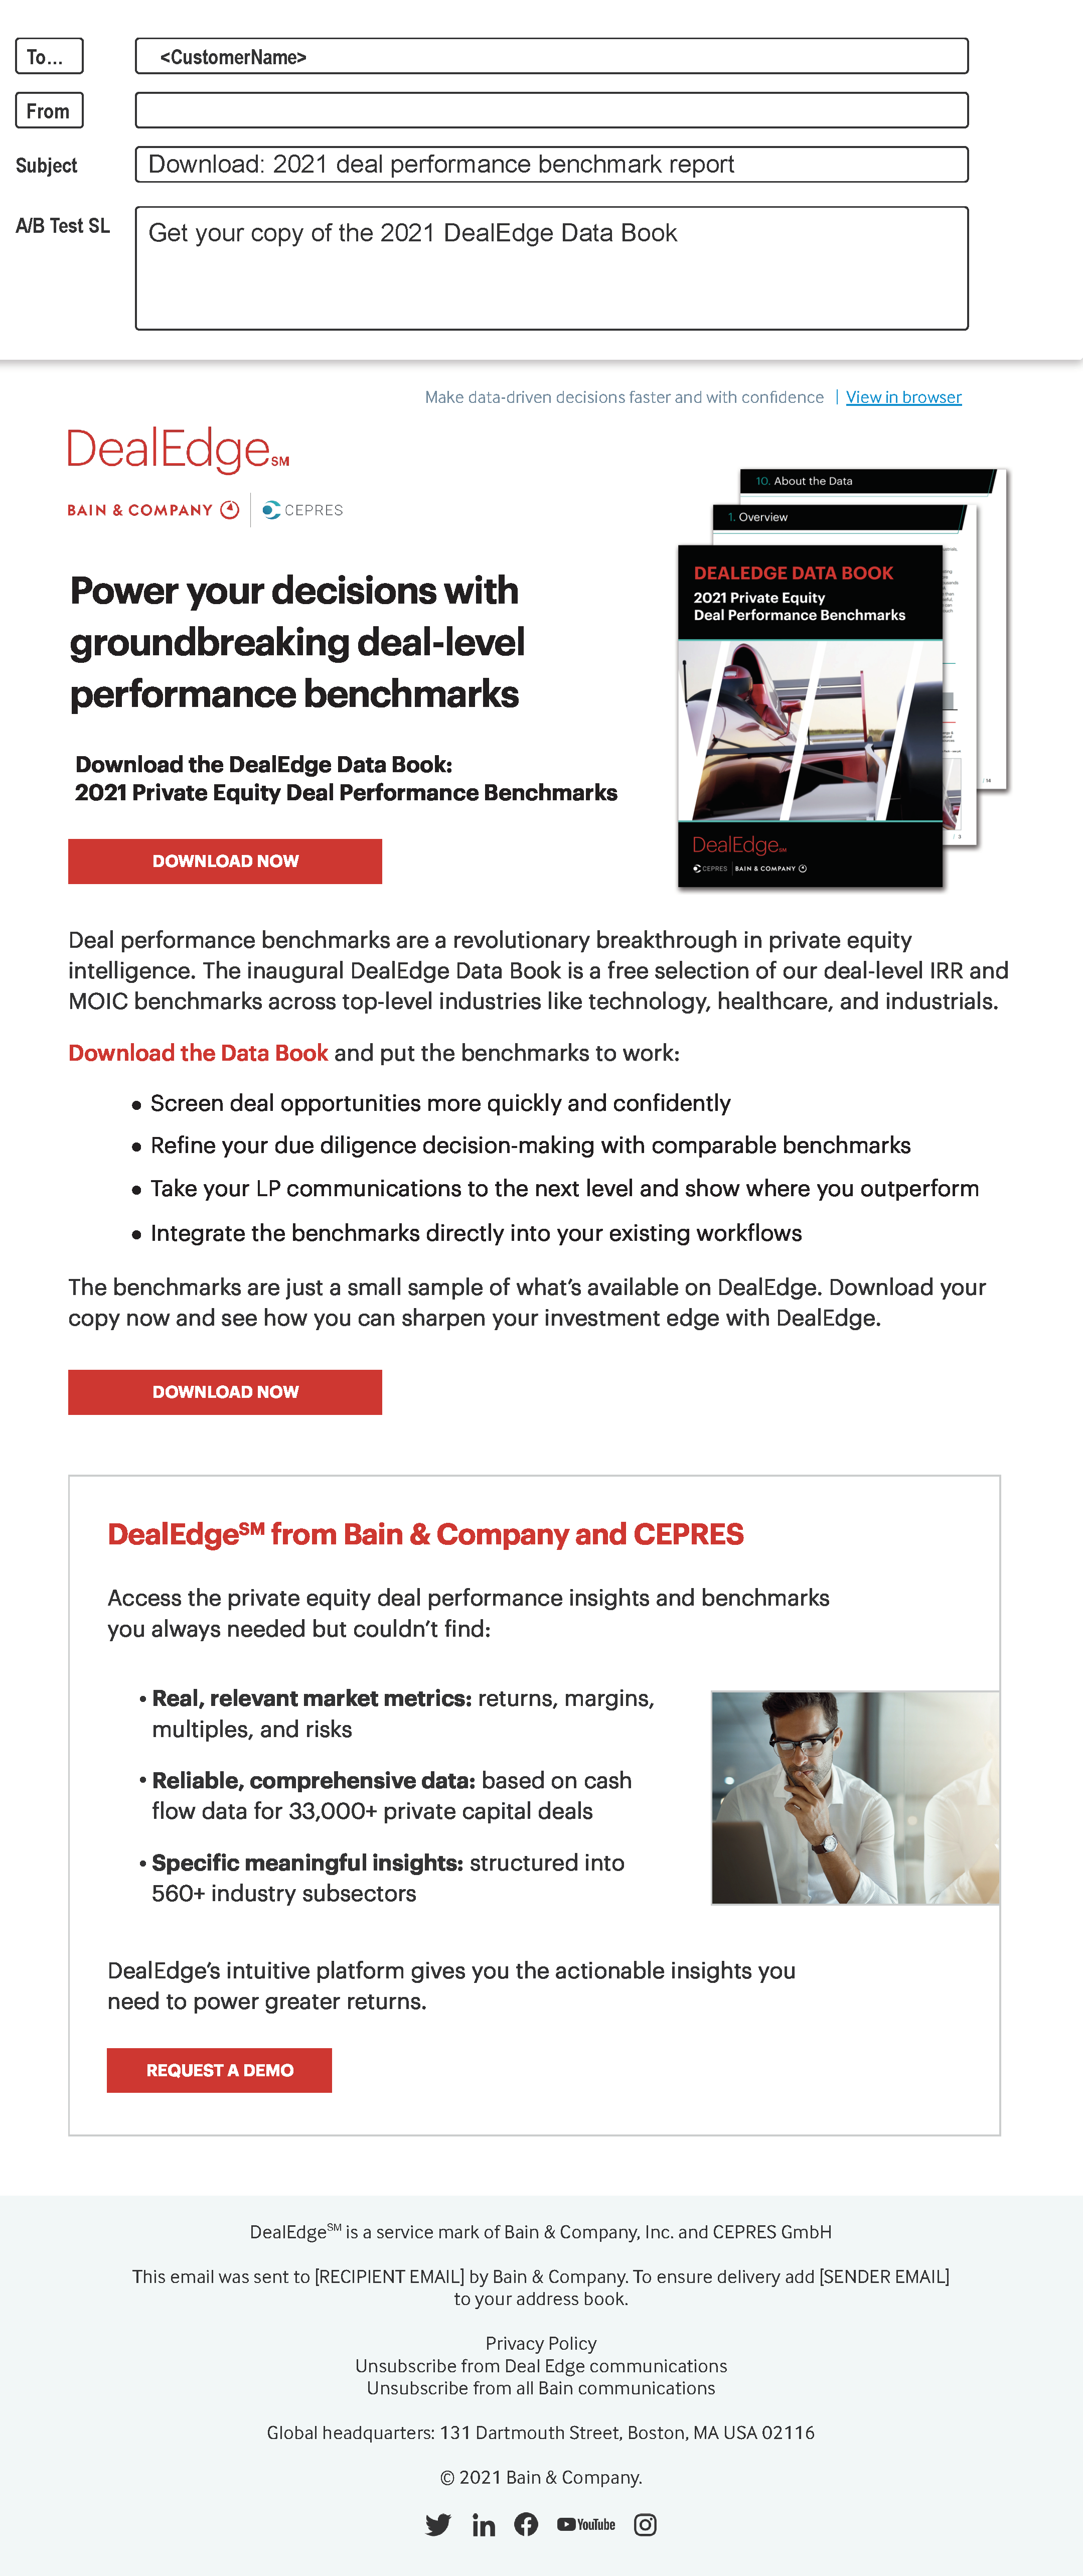 To...
<CustomerName>
From
Subject
Download: 2021 deal performance benchmark report
A/B Test SL
Get your copy of the 2021 DealEdge Data Book
Make data-driven decisions faster and with confidence | View in browser
DealEdge SM
BAIN & COMPANY | CEPRES
10. About the Data
1. Overview
DEALEDGE DATA BOOK
2021 Private Equity
Deal Performance Benchmarks
DealEdge SM
CEPRES | BAIN & COMPANY
/ 14
/ 3
Power your decisions with
groundbreaking deal-level
performance benchmarks
Download the DealEdge Data Book:
2021 Private Equity Deal Performance Benchmarks
DOWNLOAD NOW
Deal performance benchmarks are a revolutionary breakthrough in private equity
intelligence. The inaugural DealEdge Data Book is a free selection of our deal-level IRR and
MOIC benchmarks across top-level industries like technology, healthcare, and industrials.
Download the Data Book and put the benchmarks to work:
● Screen deal opportunities more quickly and confidently
● Refine your due diligence decision-making with comparable benchmarks
● Take your LP communications to the next level and show where you outperform
● Integrate the benchmarks directly into your existing workflows
The benchmarks are just a small sample of what's available on DealEdge. Download your
copy now and see how you can sharpen your investment edge with DealEdge.
DOWNLOAD NOW
DealEdge℠ from Bain & Company and CEPRES
Access the private equity deal performance insights and benchmarks
you always needed but couldn't find:
• Real, relevant market metrics: returns, margins,
multiples, and risks
• Reliable, comprehensive data: based on cash
flow data for 33,000+ private capital deals
• Specific meaningful insights: structured into
560+ industry subsectors
DealEdge's intuitive platform gives you the actionable insights you
need to power greater returns.
REQUEST A DEMO
DealEdge℠ is a service mark of Bain & Company, Inc. and CEPRES GmbH
This email was sent to [RECIPIENT EMAIL] by Bain & Company. To ensure delivery add [SENDER EMAIL]
to your address book.
Privacy Policy
Unsubscribe from Deal Edge communications
Unsubscribe from all Bain communications
Global headquarters: 131 Dartmouth Street, Boston, MA USA 02116
© 2021 Bain & Company.
in
YouTube